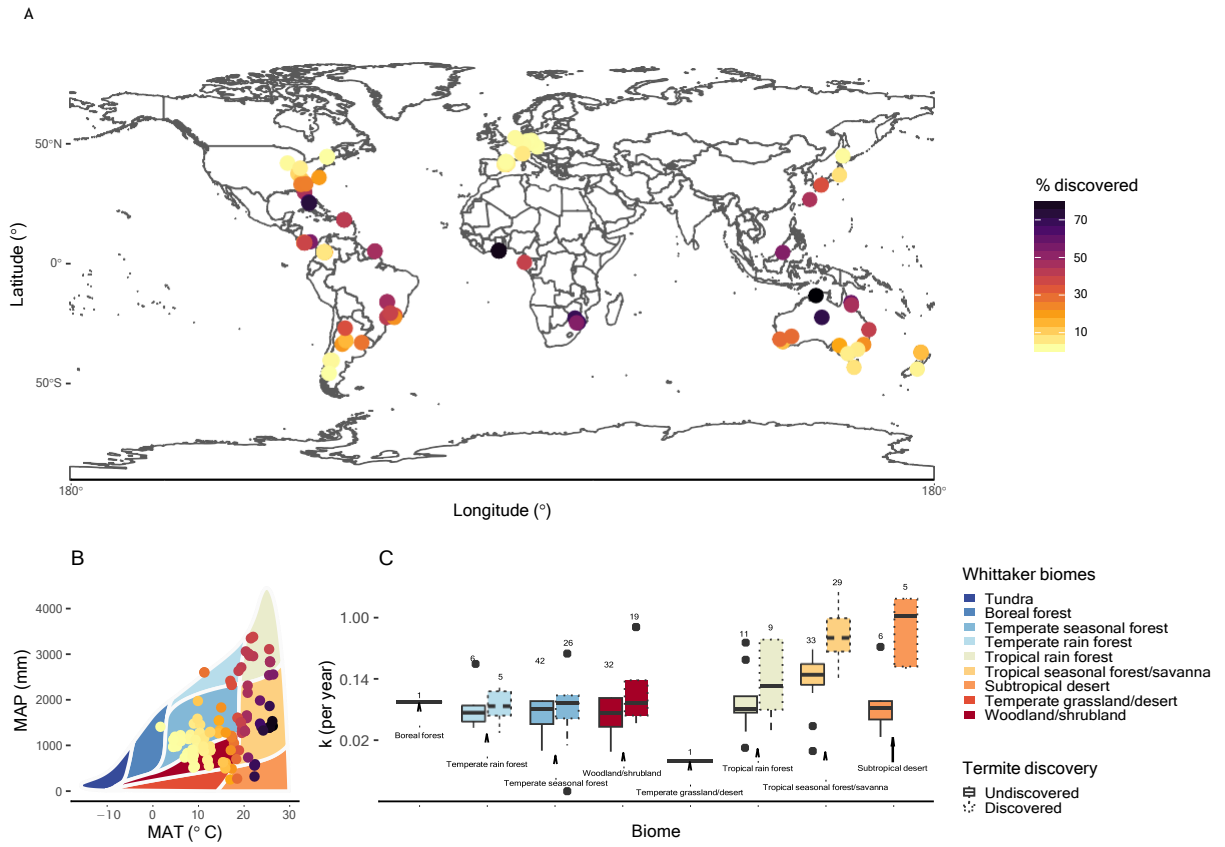 A
50°N
0°
50°S
Latitude (°)
180°
180°
Longitude (°)
% discovered
70
50
30
10
B
4000
3000
2000
1000
0
MAP (mm)
−10
0
10
20
30
MAT (° C)
C
1.00
0.14
0.02
k (per year)
1
6
5
42
26
32
19
1
11
9
33
29
6
5
Boreal forest
Temperate rain forest
Temperate seasonal forest
Woodland/shrubland
Temperate grassland/desert
Tropical rain forest
Tropical seasonal forest/savanna
Subtropical desert
Biome
Whittaker biomes
Tundra
Boreal forest
Temperate seasonal forest
Temperate rain forest
Tropical rain forest
Tropical seasonal forest/savanna
Subtropical desert
Temperate grassland/desert
Woodland/shrubland
Termite discovery
Undiscovered
Discovered